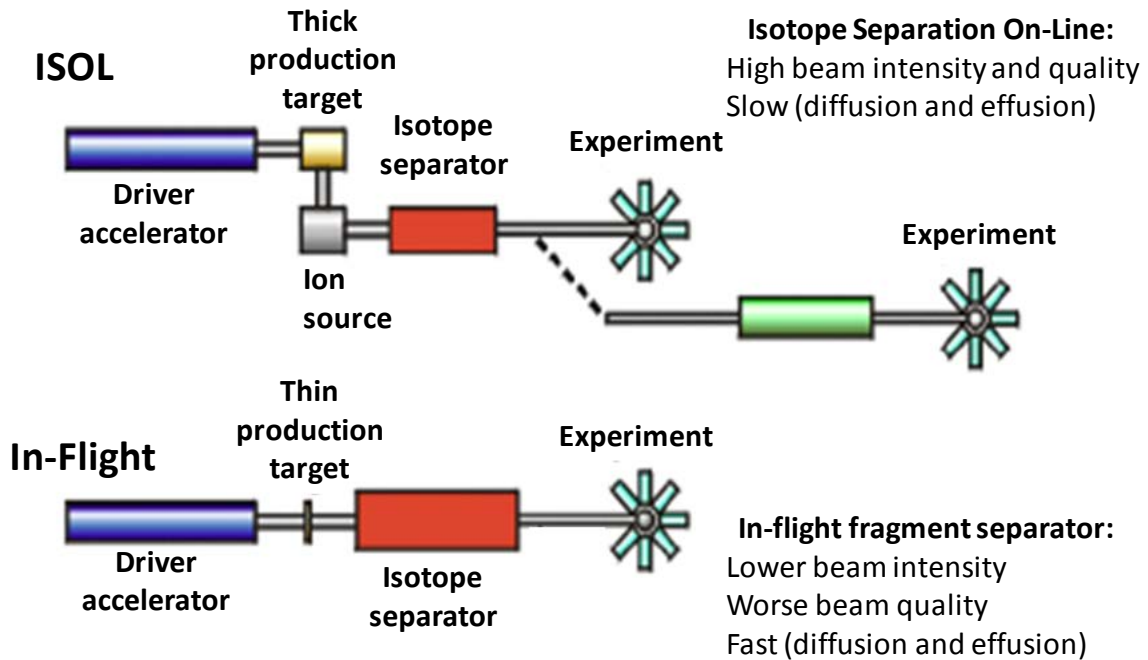 ISOL
Thick
production
target
Isotope
separator
Experiment
Driver
accelerator
Ion
source
Experiment
Isotope Separation On-Line:
High beam intensity and quality
Slow (diffusion and effusion)
In-Flight
Thin
production
target
Experiment
Driver
accelerator
Isotope
separator
In-flight fragment separator:
Lower beam intensity
Worse beam quality
Fast (diffusion and effusion)